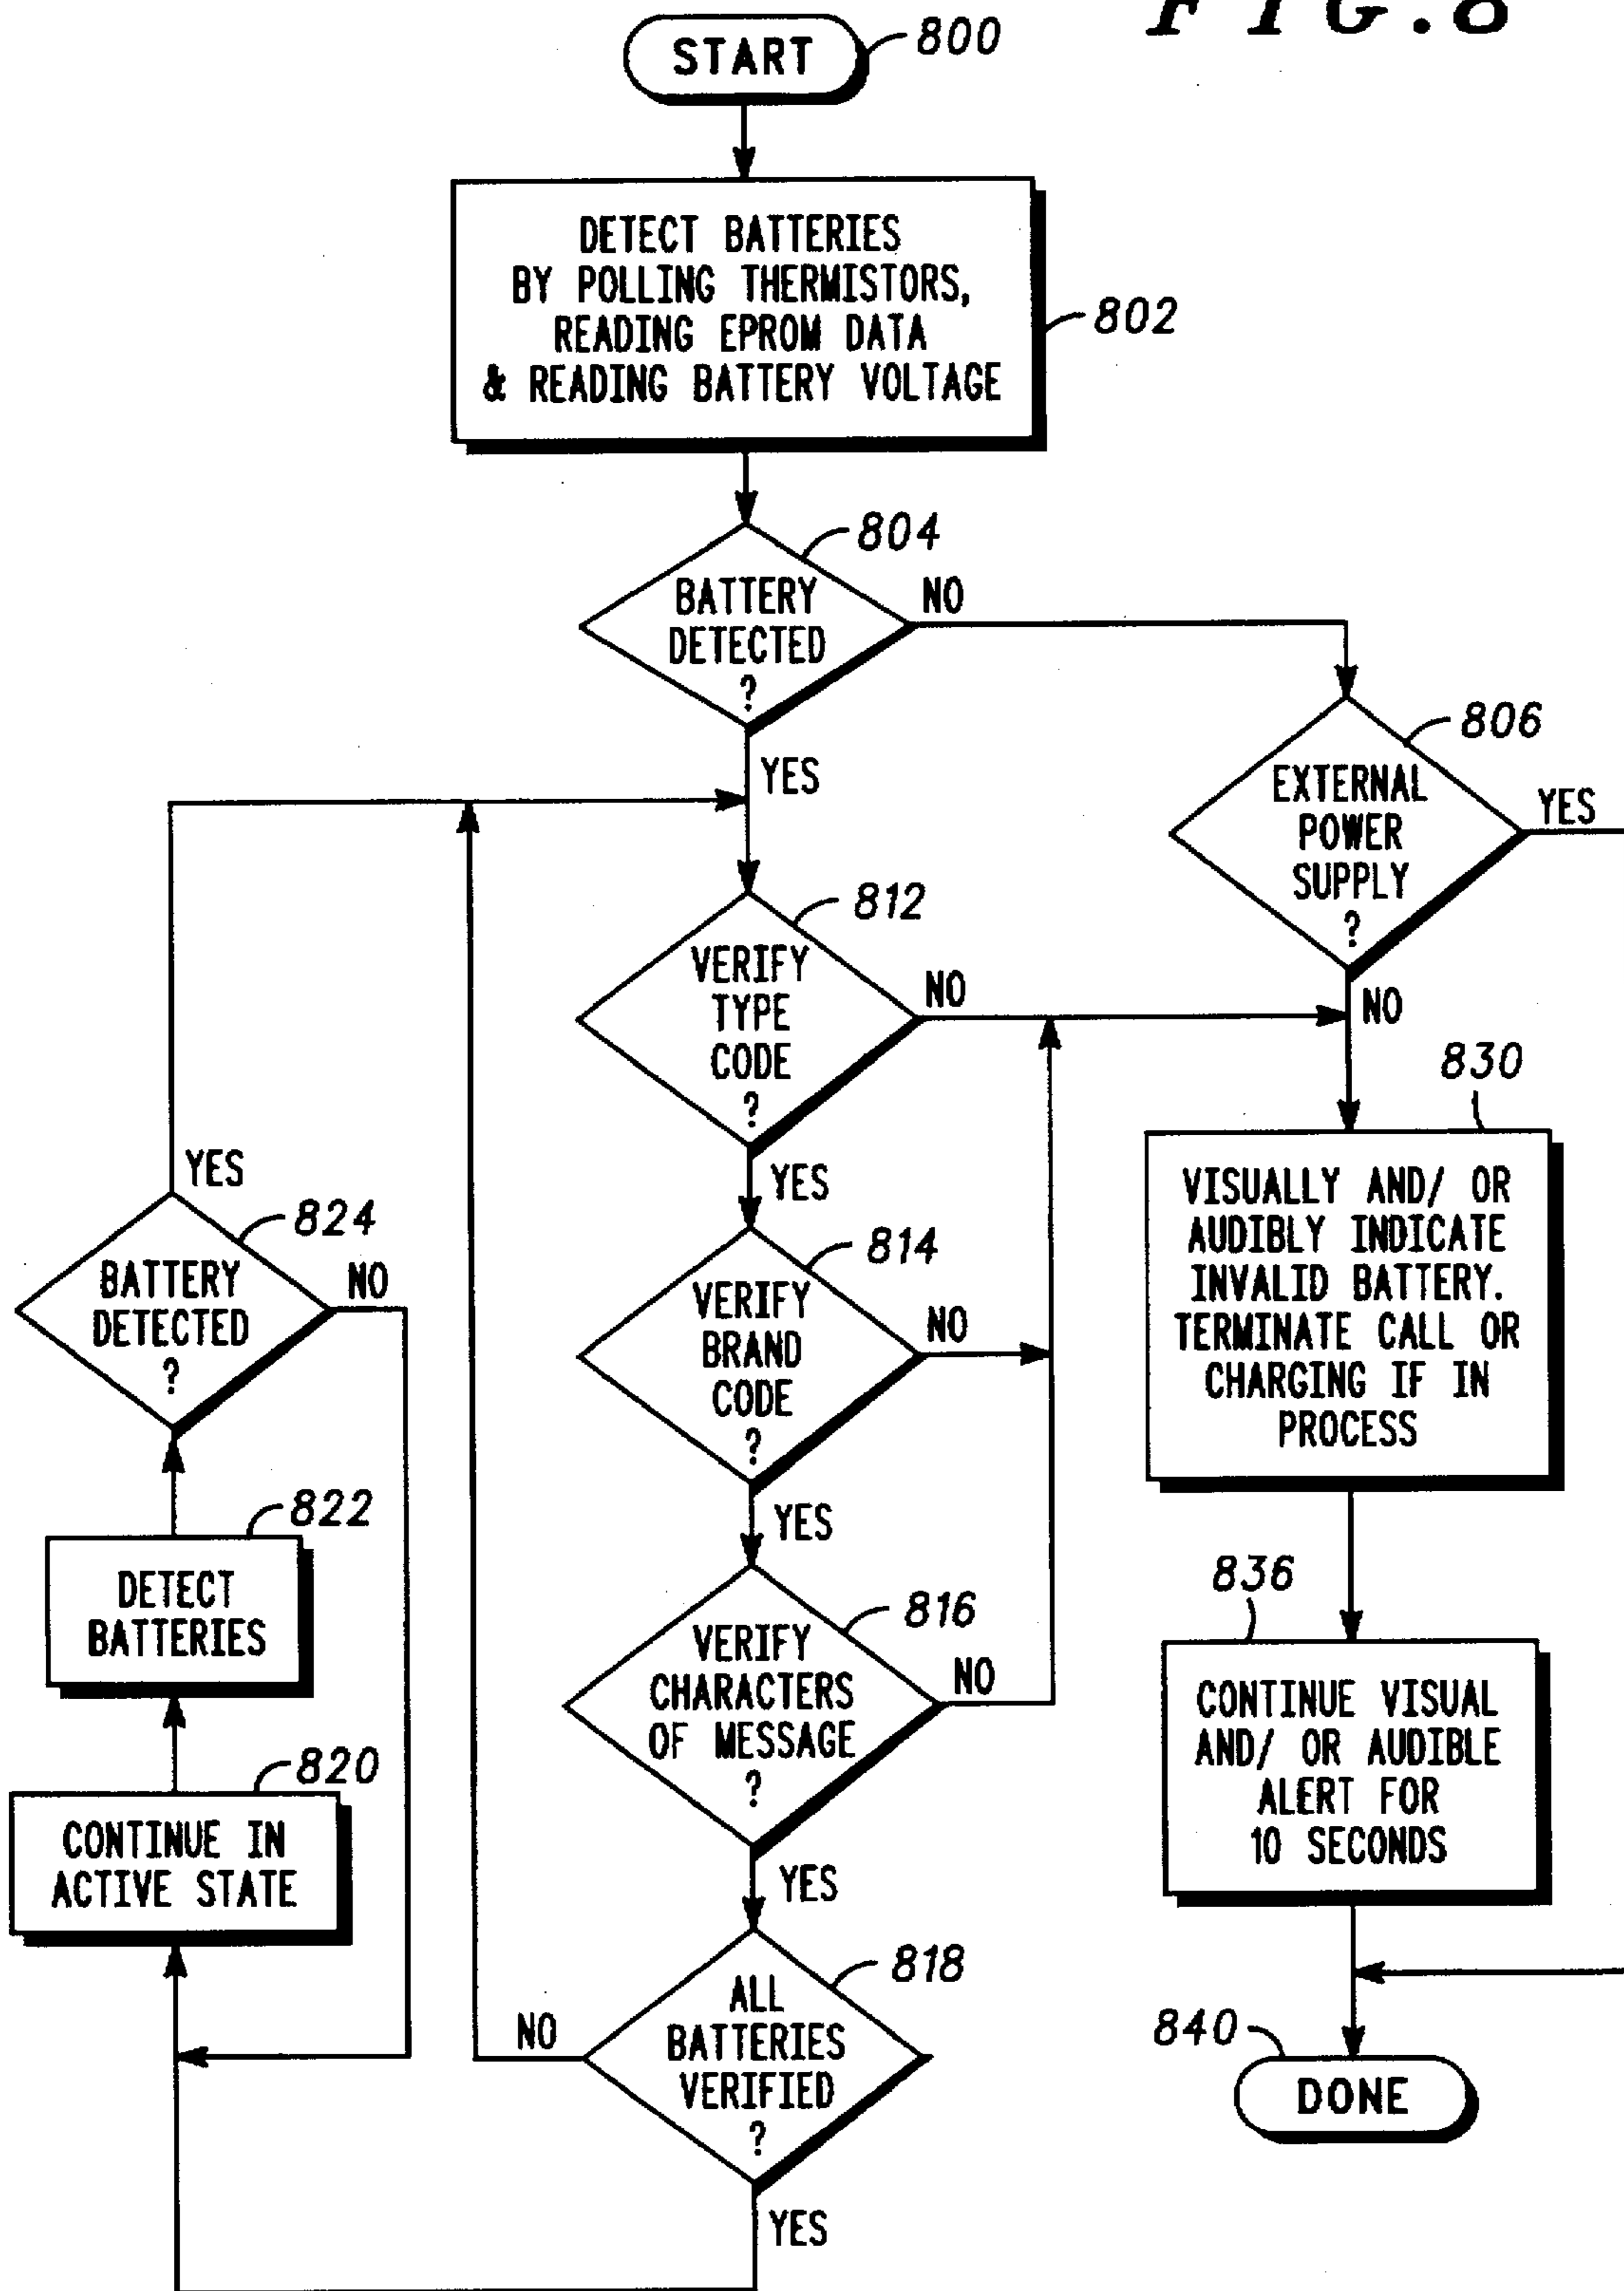 FIG.8
START
800
DETECT BATTERIES
BY POLLING THERMISTORS,
READING EPROM DATA
& READING BATTERY VOLTAGE
802
804
BATTERY
DETECTED
?
NO
YES
806
EXTERNAL
POWER
SUPPLY
?
YES
NO
812
VERIFY
TYPE
CODE
?
NO
YES
814
VERIFY
BRAND
CODE
?
NO
YES
816
VERIFY
CHARACTERS
OF MESSAGE
?
NO
YES
818
ALL
BATTERIES
VERIFIED
?
NO
YES
820
CONTINUE IN
ACTIVE STATE
822
DETECT
BATTERIES
824
BATTERY
DETECTED
?
YES
NO
830
VISUALLY AND/ OR
AUDIBLY INDICATE
INVALID BATTERY.
TERMINATE CALL OR
CHARGING IF IN
PROCESS
836
CONTINUE VISUAL
AND/ OR AUDIBLE
ALERT FOR
10 SECONDS
840
DONE